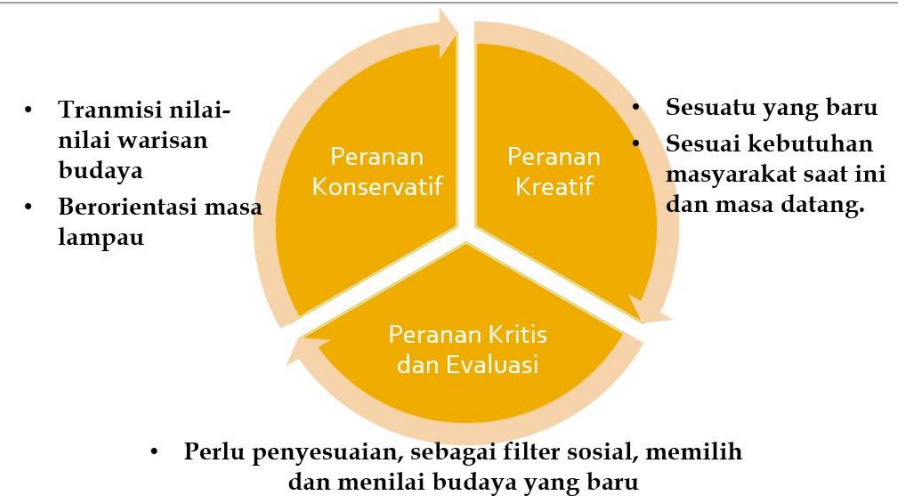 • Tranmisi nilai-
nilai warisan
budaya
• Berorientasi masa
lampau
Peranan
Konservatif
Peranan
Kreatif
• Sesuatu yang baru
• Sesuai kebutuhan
masyarakat saat ini
dan masa datang.
Peranan Kritis
dan Evaluasi
• Perlu penyesuaian, sebagai filter sosial, memilih
dan menilai budaya yang baru